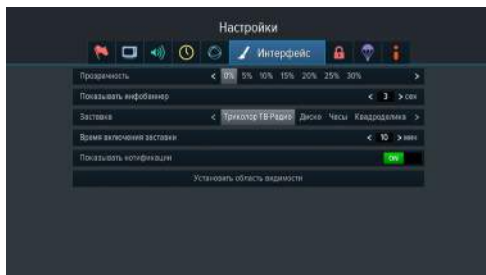 Настройки
Интерфейс
Прозрачность < 0% 5% 10% 15% 20% 25% 30% >
Показывать инфобаннер < 3 > сек
Заставка < Триколор ТВ-Радио Диско Часы Квадроделика >
Время включения заставки < 10 > мин
Показывать нотификации ON
Установить область видимости